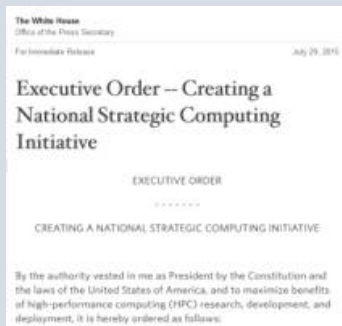 The White House
Office of the Press Secretary
For Immediate Release
July 29, 2015
Executive Order -- Creating a
National Strategic Computing
Initiative
EXECUTIVE ORDER
- - - - - - -
CREATING A NATIONAL STRATEGIC COMPUTING INITIATIVE
By the authority vested in me as President by the Constitution and
the laws of the United States of America, and to maximize benefits
of high-performance computing (HPC) research, development, and
deployment, it is hereby ordered as follows: